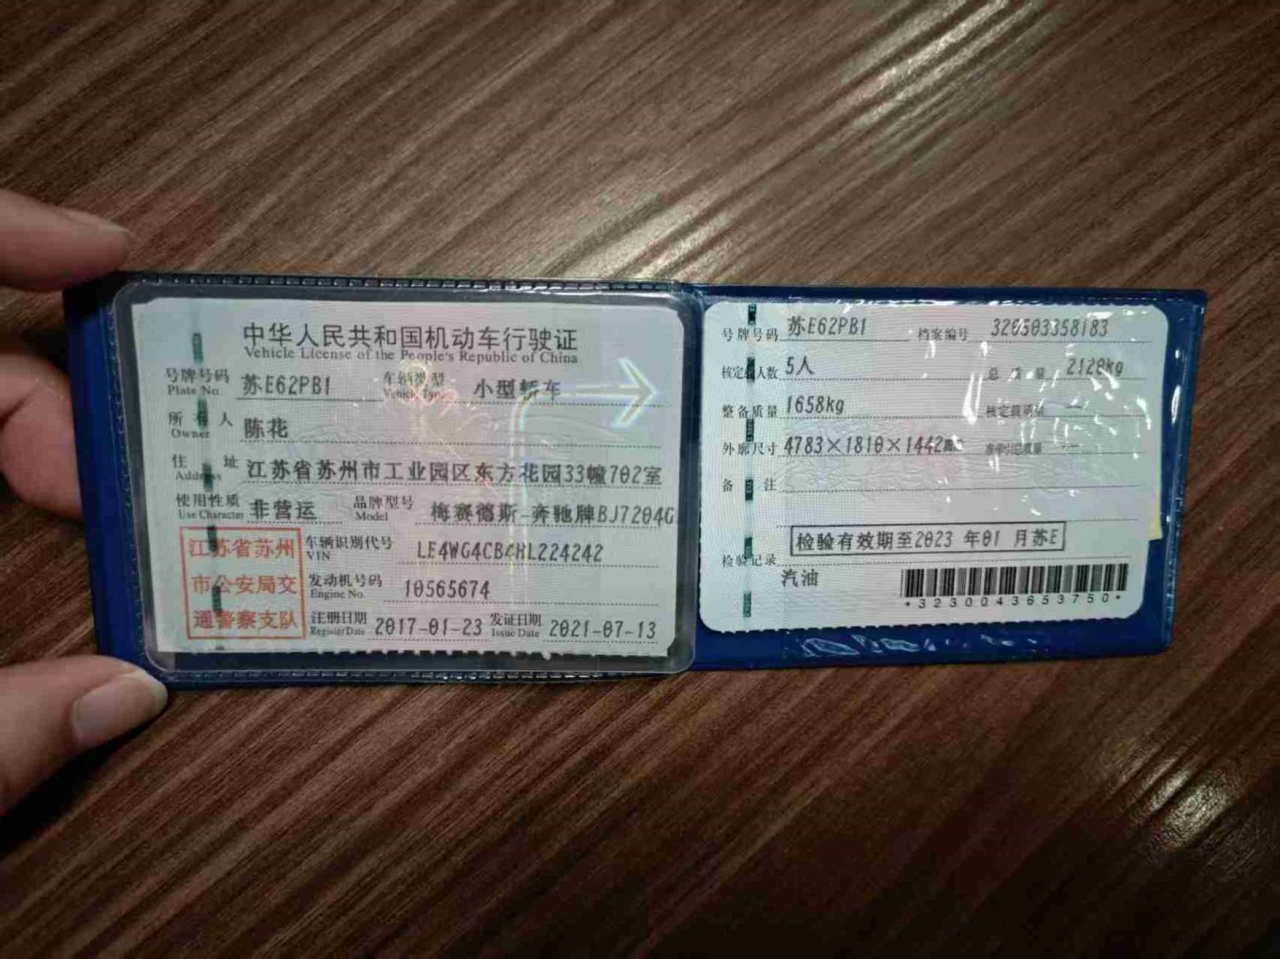 中华人民共和国机动车行驶证
Vehicle License of the People's Republic of China
号牌号码 苏E62PB1 车辆类型 小型轿车
Plate No. Vehicle Type
所有人 陈花
Owner
住址 江苏省苏州市工业园区东方花园33幢702室
Address
使用性质 非营运 品牌型号 梅赛德斯-奔驰牌BJ7204G
Use Character Model
江苏省苏州
市公安局交
通警察支队
车辆识别代号 LE4WG4CB4HL224242
VIN
发动机号码 10565674
Engine No.
注册日期 2017-01-23 发证日期 2021-07-13
Register Date Issue Date
号牌号码 苏E62PB1 档案编号 320503358183
核定载人数 5人 总质量 2120kg
整备质量 1658kg 核定载质量 --
外廓尺寸 4783×1810×1442 准牵引总质量 --
备注
检验有效期至2023 年01 月苏E
检验记录
汽油
*3230043653750*